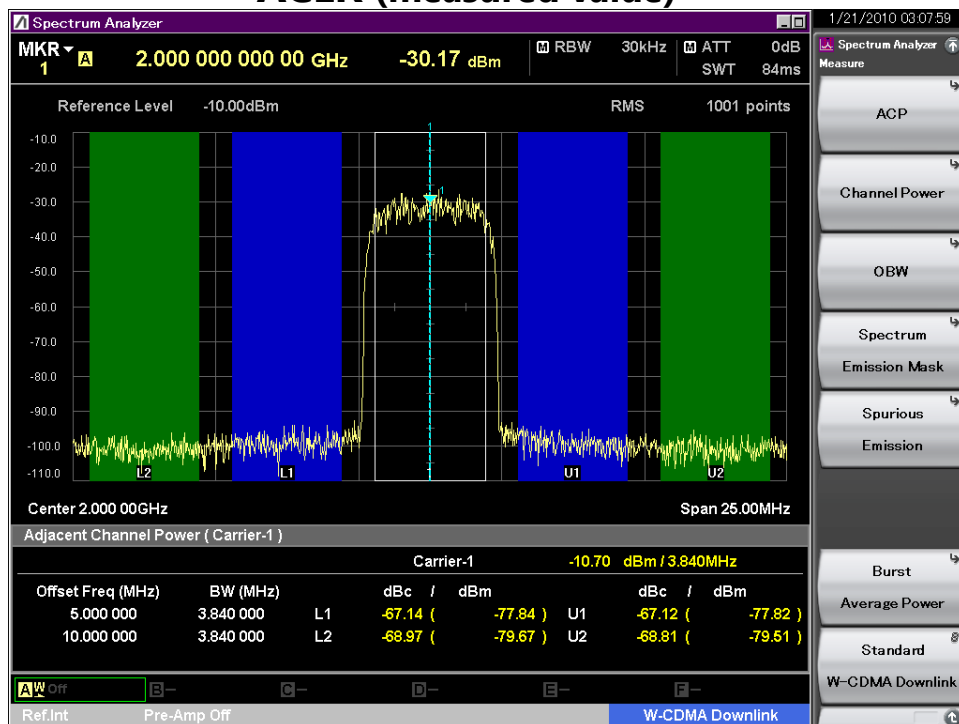 ACLR (measured value)
Spectrum Analyzer
1/21/2010 03:07:59
MKR 1 A 2.000 000 000 00 GHz -30.17 dBm M RBW 30kHz M ATT 0dB
SWT 84ms
Reference Level -10.00dBm RMS 1001 points
1
-10.0
-20.0
-30.0
-40.0
-50.0
-60.0
-70.0
-80.0
-90.0
-100.0
-110.0
1
L2 L1 1 U1 U2
Center 2.000 00GHz Span 25.00MHz
Adjacent Channel Power ( Carrier-1 )
Carrier-1 -10.70 dBm / 3.840MHz
Offset Freq (MHz) BW (MHz) dBc / dBm dBc / dBm
5.000 000 3.840 000 L1 -67.14 ( -77.84 ) U1 -67.12 ( -77.82 )
10.000 000 3.840 000 L2 -68.97 ( -79.67 ) U2 -68.81 ( -79.51 )
A W Off B- C- D- E- F-
Ref.Int Pre-Amp Off W-CDMA Downlink
Spectrum Analyzer
Measure
ACP
Channel Power
OBW
Spectrum
Emission Mask
Spurious
Emission
Burst
Average Power
Standard
W-CDMA Downlink